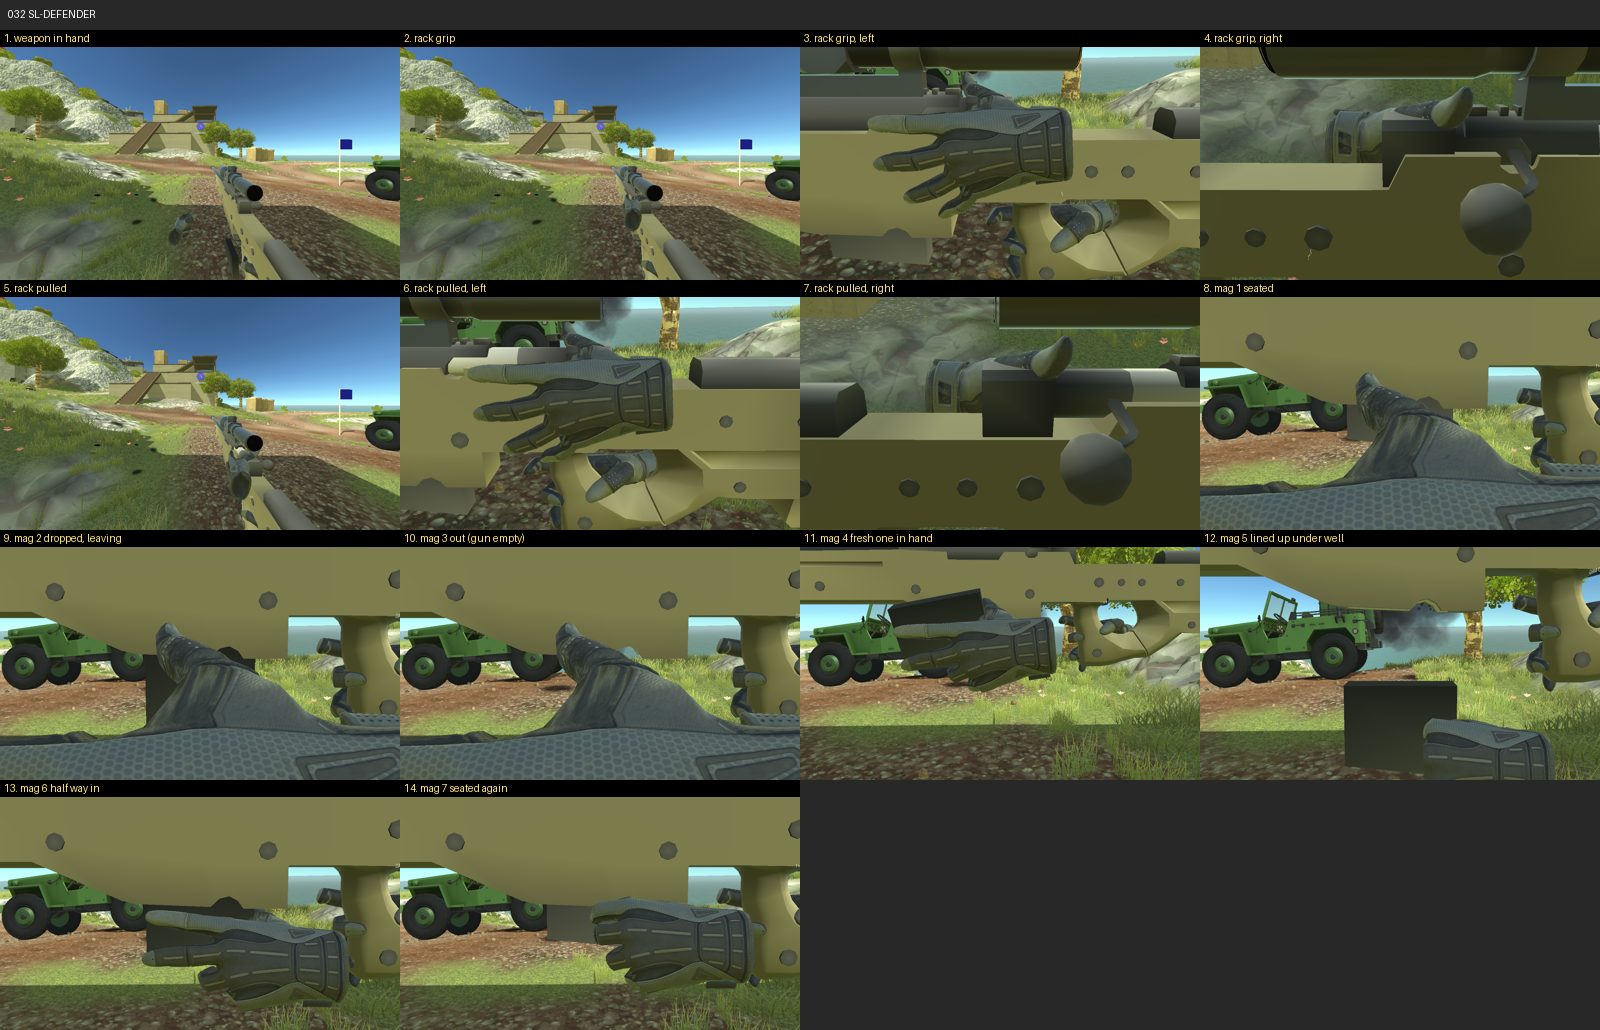 032 SL-DEFENDER
1. weapon in hand
2. rack grip
3. rack grip, left
4. rack grip, right
5. rack pulled
6. rack pulled, left
7. rack pulled, right
8. mag 1 seated
9. mag 2 dropped, leaving
10. mag 3 out (gun empty)
11. mag 4 fresh one in hand
12. mag 5 lined up under well
13. mag 6 half way in
14. mag 7 seated again